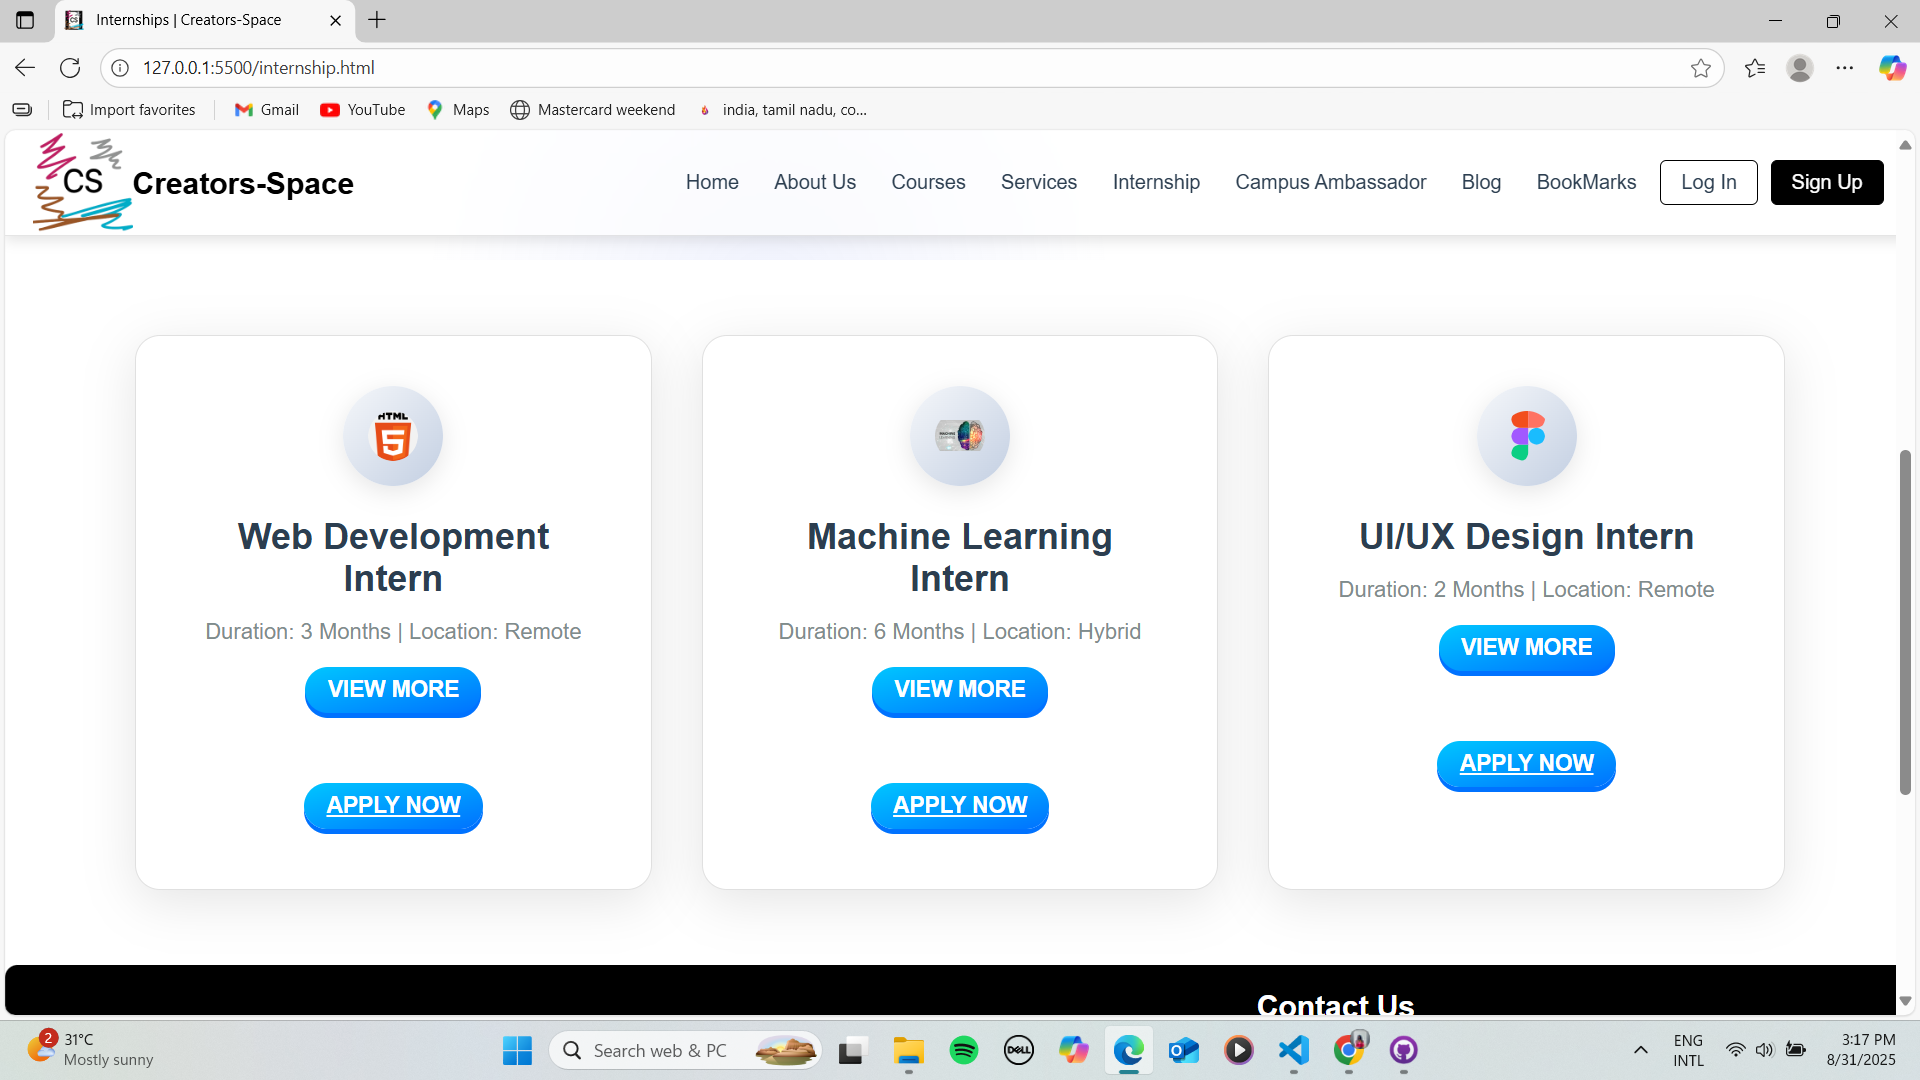 Internships | Creators-Space
127.0.0.1:5500/internship.html
Import favorites
Gmail
YouTube
Maps
Mastercard weekend
india, tamil nadu, co...
CS
Creators-Space
Home
About Us
Courses
Services
Internship
Campus Ambassador
Blog
BookMarks
Log In
Sign Up
HTML
5
Web Development
Intern
Duration: 3 Months | Location: Remote
VIEW MORE
APPLY NOW
Machine Learning
Intern
Duration: 6 Months | Location: Hybrid
VIEW MORE
APPLY NOW
UI/UX Design Intern
Duration: 2 Months | Location: Remote
VIEW MORE
APPLY NOW
Contact Us
2
31°C
Mostly sunny
Search web & PC
DELL
ENG
INTL
3:17 PM
8/31/2025